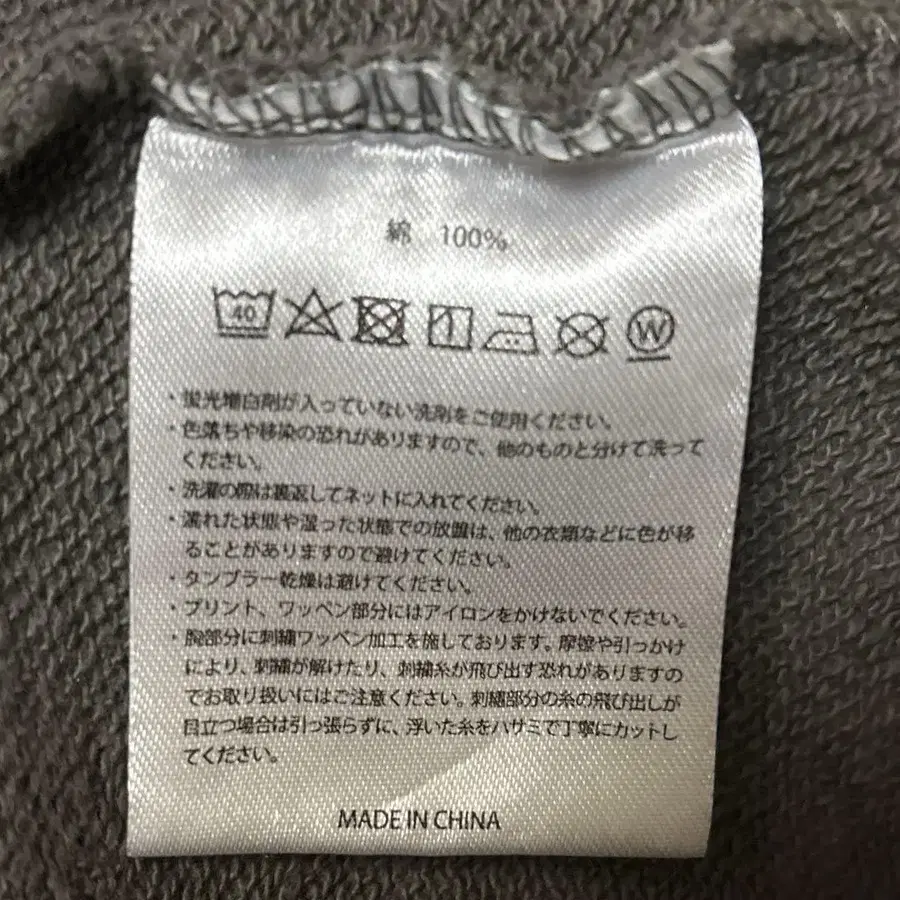 綿 100%
40 W
・蛍光増白剤が入っていない洗剤をご使用ください。
・色落ちや移染の恐れがありますので、他のものと分けて洗って
ください。
・洗濯の際は裏返してネットに入れてください。
・濡れた状態や湿った状態での放置は、他の衣類などに色が移
ることがありますので避けてください。
・タンブラー乾燥は避けてください。
・プリント、ワッペン部分にはアイロンをかけないでください。
・胸部分に刺繍ワッペン加工を施しております。摩擦や引っかけ
により、刺繍が解けたり、刺繍糸が飛び出す恐れがありますの
でお取り扱いにはご注意ください。刺繍部分の糸の飛び出しが
目立つ場合は引っ張らずに、浮いた糸をハサミで丁寧にカットし
てください。
MADE IN CHINA